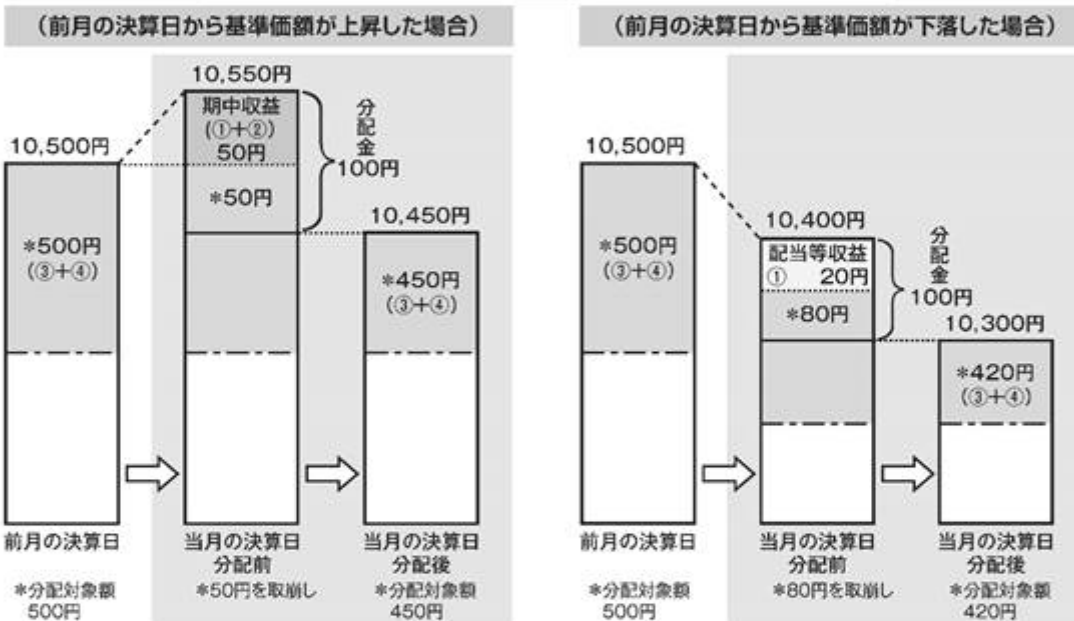 (前月の決算日から基準価額が上昇した場合)
10,500円
*500円
(③+④)
前月の決算日
*分配対象額
500円
10,550円
期中収益
(①+②)
50円
*50円
分配金
100円
当月の決算日
分配前
*50円を取崩し
10,450円
*450円
(③+④)
当月の決算日
分配後
*分配対象額
450円
(前月の決算日から基準価額が下落した場合)
10,500円
*500円
(③+④)
前月の決算日
*分配対象額
500円
10,400円
配当等収益
① 20円
*80円
分配金
100円
当月の決算日
分配前
*80円を取崩し
10,300円
*420円
(③+④)
当月の決算日
分配後
*分配対象額
420円